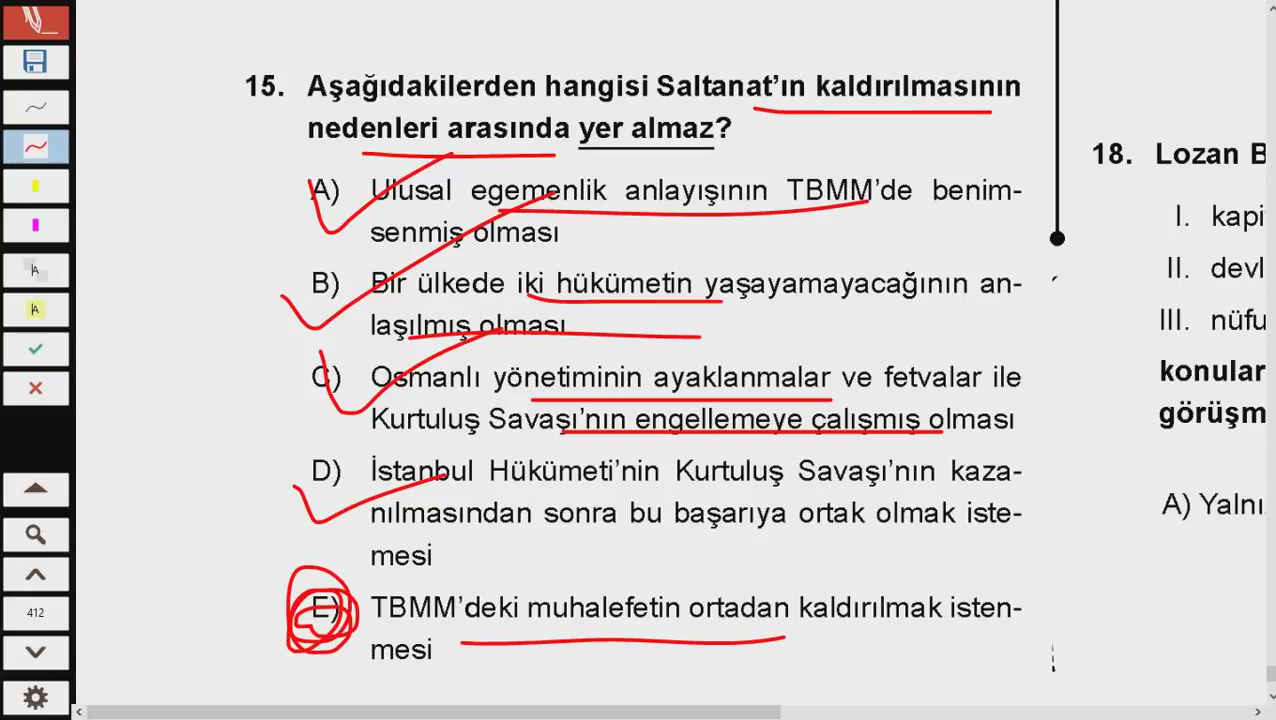 15. Aşağıdakilerden hangisi Saltanat’ın kaldırılmasının
nedenleri arasında yer almaz?
A) Ulusal egemenlik anlayışının TBMM’de benim-
senmiş olması
B) Bir ülkede iki hükümetin yaşayamayacağının an-
laşılmış olması
C) Osmanlı yönetiminin ayaklanmalar ve fetvalar ile
Kurtuluş Savaşı’nın engellemeye çalışmış olması
D) İstanbul Hükümeti’nin Kurtuluş Savaşı’nın kaza-
nılmasından sonra bu başarıya ortak olmak iste-
mesi
E) TBMM’deki muhalefetin ortadan kaldırılmak isten-
mesi
18. Lozan B
I. kapi
II. devl
III. nüfu
konular
görüşm
A) Yalnı
A
A
412